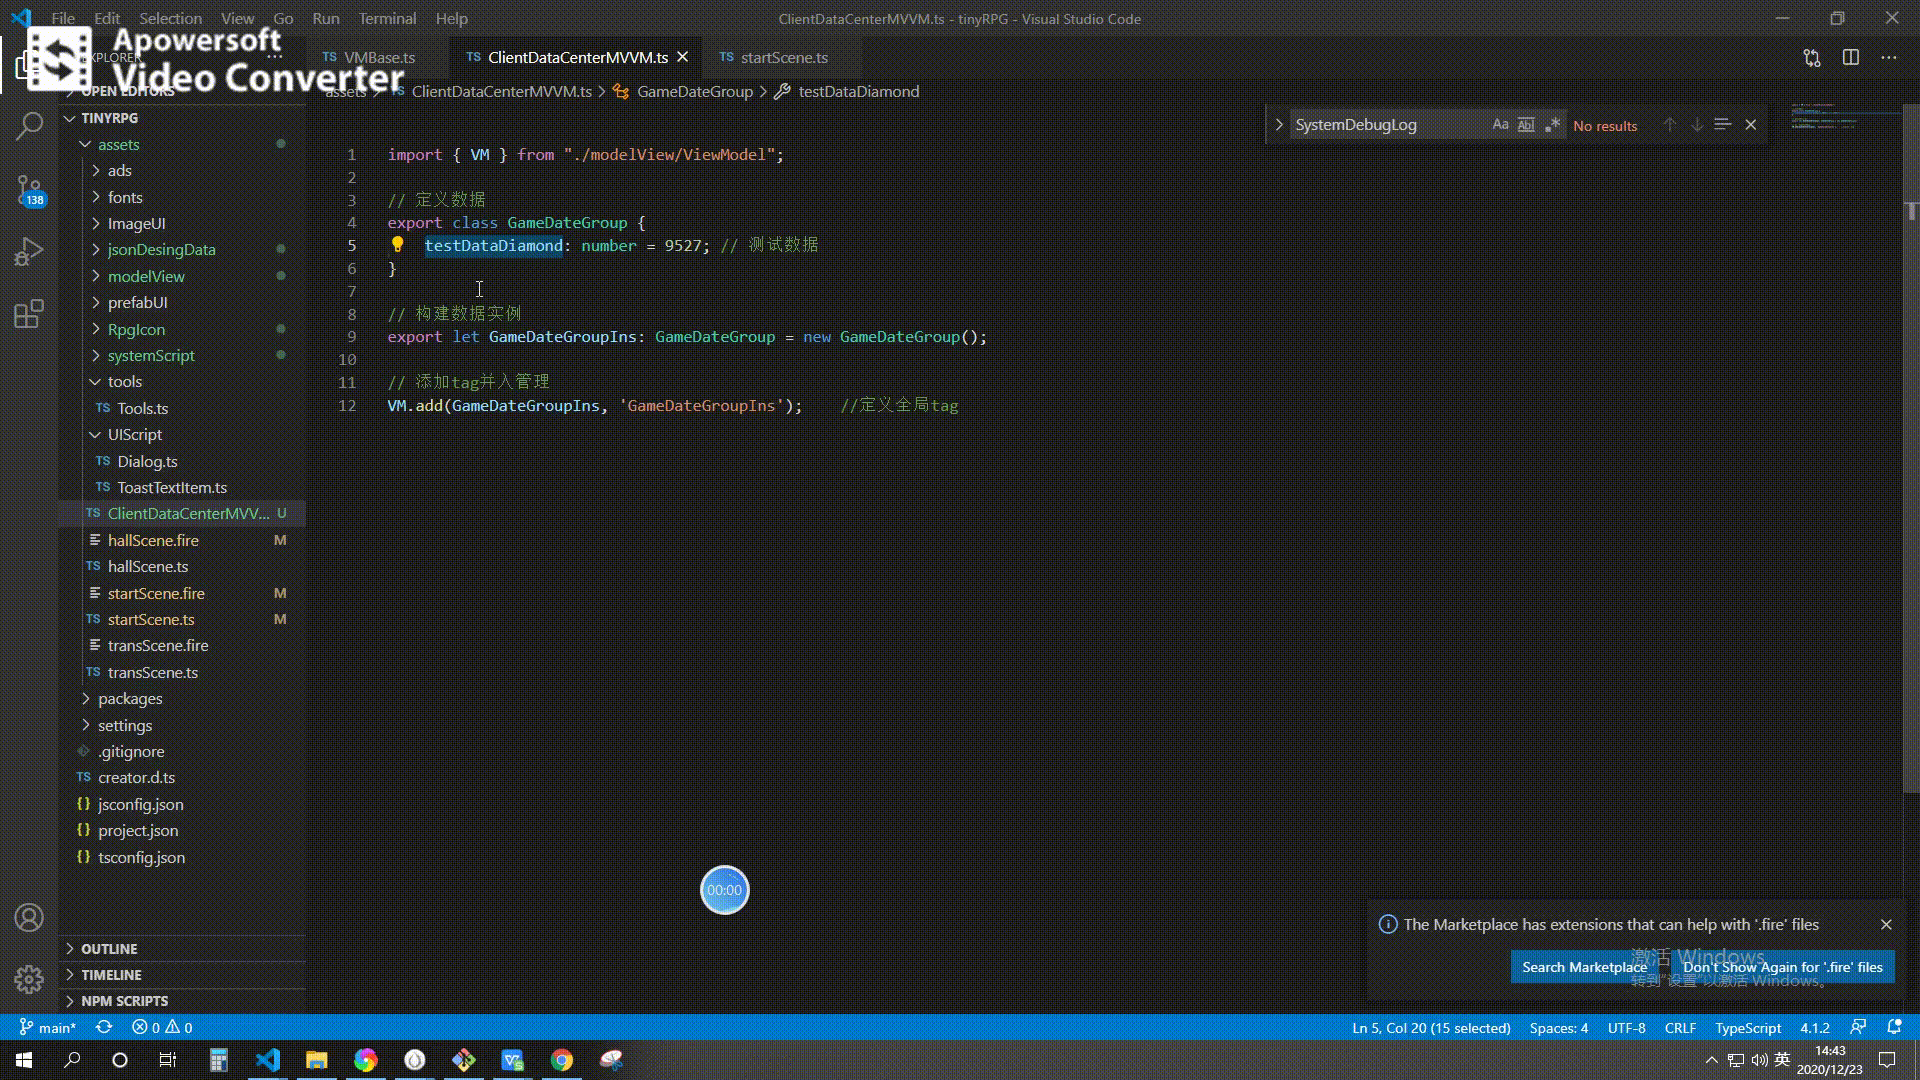 File Edit Selection View Go Run Terminal Help
ClientDataCenterMVVM.ts - tinyRPG - Visual Studio Code
Apowersoft
Video Converter
EXPLORER
TS VMBase.ts
TS ClientDataCenterMVVM.ts
TS startScene.ts
OPEN EDITORS
assets > TS ClientDataCenterMVVM.ts > GameDateGroup > testDataDiamond
SystemDebugLog
Aa Abl .*
No results
TINYRPG
assets
ads
fonts
ImageUI
jsonDesingData
modelView
prefabUI
RpgIcon
systemScript
tools
TS Tools.ts
UIScript
TS Dialog.ts
TS ToastTextItem.ts
TS ClientDataCenterMVV... U
hallScene.fire M
TS hallScene.ts
startScene.fire M
TS startScene.ts M
transScene.fire
TS transScene.ts
packages
settings
.gitignore
TS creator.d.ts
{} jsconfig.json
{} project.json
{} tsconfig.json
OUTLINE
TIMELINE
NPM SCRIPTS
138
1 import { VM } from "./modelView/ViewModel";
2
3 // 定义数据
4 export class GameDateGroup {
5 testDataDiamond: number = 9527; // 测试数据
6 }
7
8 // 构建数据实例
9 export let GameDateGroupIns: GameDateGroup = new GameDateGroup();
10
11 // 添加tag并入管理
12 VM.add(GameDateGroupIns, 'GameDateGroupIns'); //定义全局tag
00:00
The Marketplace has extensions that can help with '.fire' files
Search Marketplace
Don't Show Again for '.fire' files
激活 Windows
转到"设置"以激活 Windows。
main* 0 0
Ln 5, Col 20 (15 selected) Spaces: 4 UTF-8 CRLF TypeScript 4.1.2
英
14:43
2020/12/23